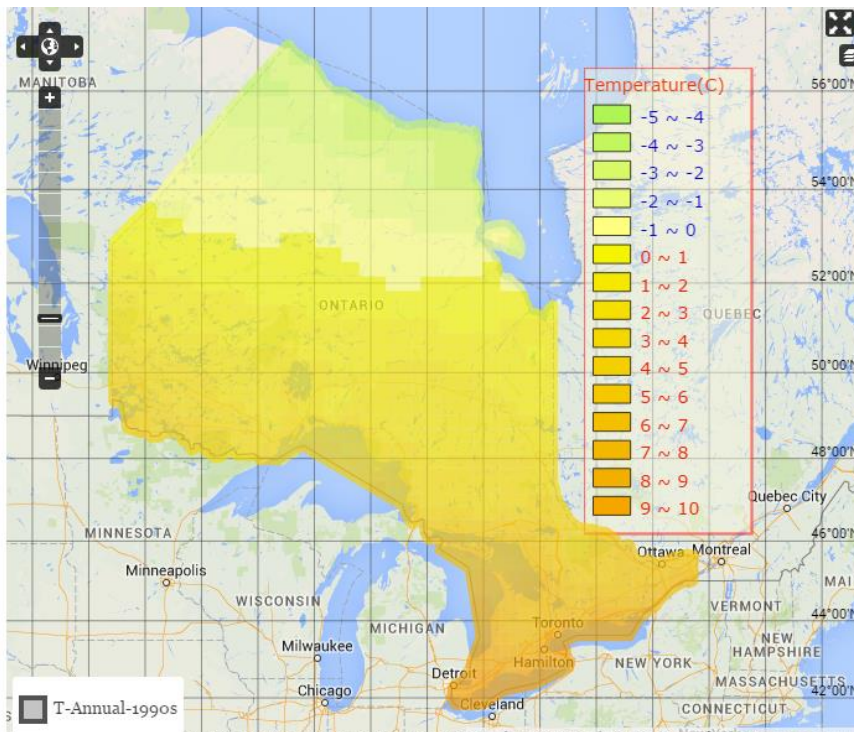 MANITOBA
Temperature(C)
56°00'N
-5 ~ -4
-4 ~ -3
-3 ~ -2
54°00'N
-2 ~ -1
-1 ~ 0
0 ~ 1
52°00'N
1 ~ 2
ONTARIO
2 ~ 3
QUEBEC
3 ~ 4
Winnipeg
4 ~ 5
50°00'N
5 ~ 6
6 ~ 7
7 ~ 8
48°00'N
8 ~ 9
9 ~ 10
Quebec City
MINNESOTA
46°00'N
Ottawa
Montreal
Minneapolis
WISCONSIN
VERMONT
Toronto
44°00'N
MICHIGAN
Milwaukee
Hamilton
NEW
HAMPSHIRE
NEW YORK
Detroit
MASSACHUSETTS
Chicago
42°00'N
Cleveland
CONNECTICUT
T-Annual-1990s